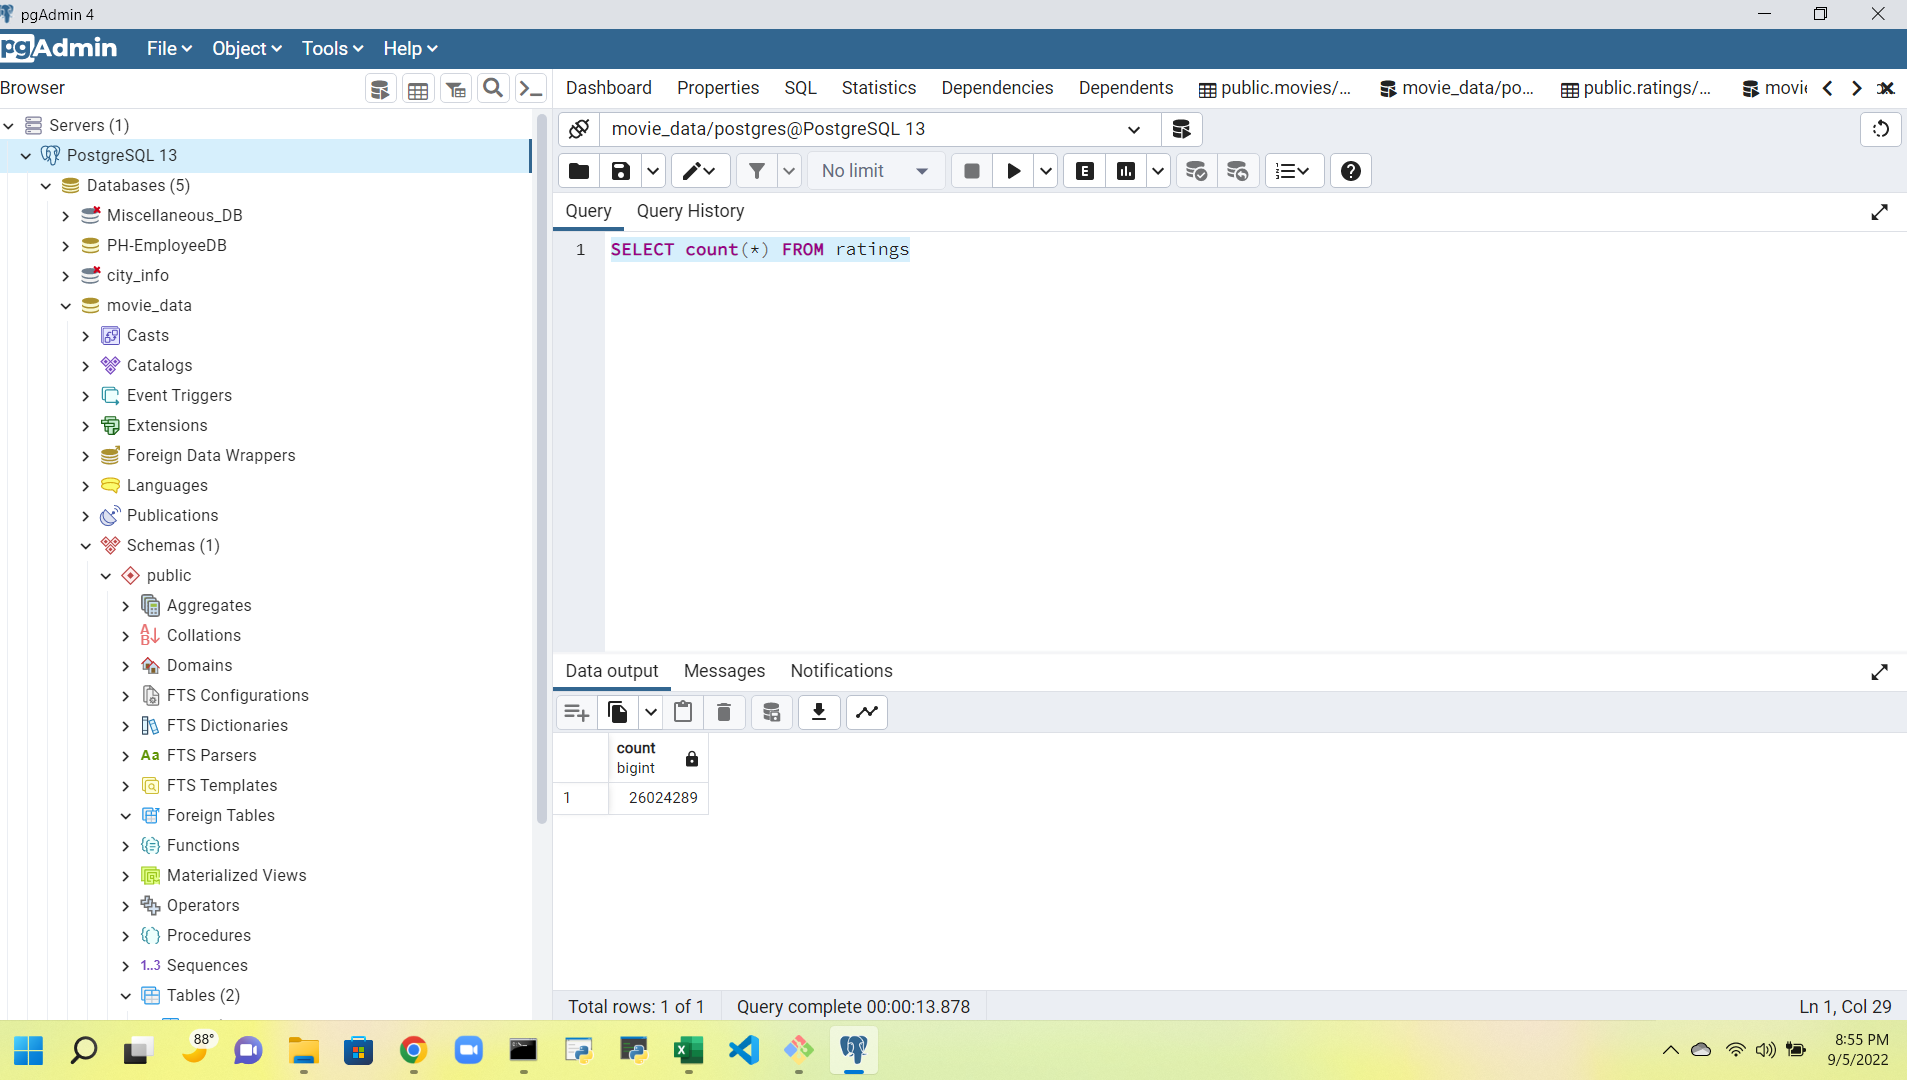 pgAdmin 4
pgAdmin
File
Object
Tools
Help
Browser
Dashboard
Properties
SQL
Statistics
Dependencies
Dependents
public.movies/...
movie_data/po...
public.ratings/...
Servers (1)
PostgreSQL 13
Databases (5)
Miscellaneous_DB
PH-EmployeeDB
city_info
movie_data
Casts
Catalogs
Event Triggers
Extensions
Foreign Data Wrappers
Languages
Publications
Schemas (1)
public
Aggregates
Collations
Domains
FTS Configurations
FTS Dictionaries
Aa FTS Parsers
FTS Templates
Foreign Tables
Functions
Materialized Views
Operators
Procedures
1..3 Sequences
Tables (2)
movie_data/postgres@PostgreSQL 13
No limit
E
Query
Query History
1 SELECT count(*) FROM ratings
Data output
Messages
Notifications
count
bigint
1 26024289
Total rows: 1 of 1
Query complete 00:00:13.878
Ln 1, Col 29
88°
8:55 PM
9/5/2022